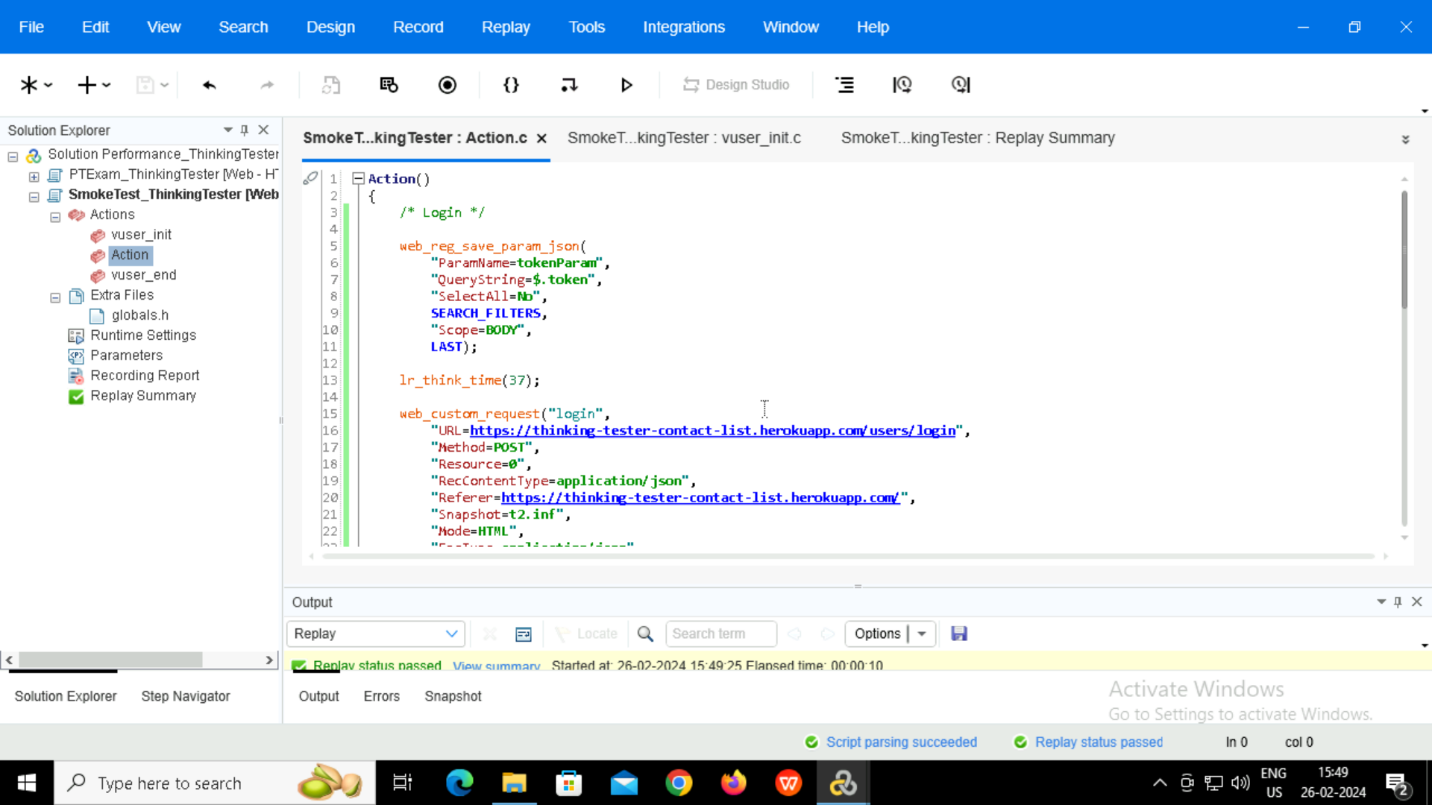 File Edit View Search Design Record Replay Tools Integrations Window Help
Design Studio
Solution Explorer
Solution Performance_ThinkingTester
PTExam_ThinkingTester [Web - HT
SmokeTest_ThinkingTester [Web
Actions
vuser_init
Action
vuser_end
Extra Files
globals.h
Runtime Settings
Parameters
Recording Report
Replay Summary
Solution Explorer Step Navigator
SmokeT...kingTester : Action.c SmokeT...kingTester : vuser_init.c SmokeT...kingTester : Replay Summary
1 Action()
2 {
3 /* Login */
4
5 web_reg_save_param_json(
6 "ParamName=tokenParam",
7 "QueryString=$.token",
8 "SelectAll=No",
9 SEARCH_FILTERS,
10 "Scope=BODY",
11 LAST);
12
13 lr_think_time(37);
14
15 web_custom_request("login",
16 "URL=https://thinking-tester-contact-list.herokuapp.com/users/login",
17 "Method=POST",
18 "Resource=0",
19 "RecContentType=application/json",
20 "Referer=https://thinking-tester-contact-list.herokuapp.com/",
21 "Snapshot=t2.inf",
22 "Mode=HTML",
Output
Replay Locate Search term Options
Replay status passed View summary Started at: 26-02-2024 15:49:25 Elapsed time: 00:00:10
Output Errors Snapshot
Activate Windows
Go to Settings to activate Windows.
Script parsing succeeded Replay status passed ln 0 col 0
Type here to search
ENG
US
15:49
26-02-2024
2